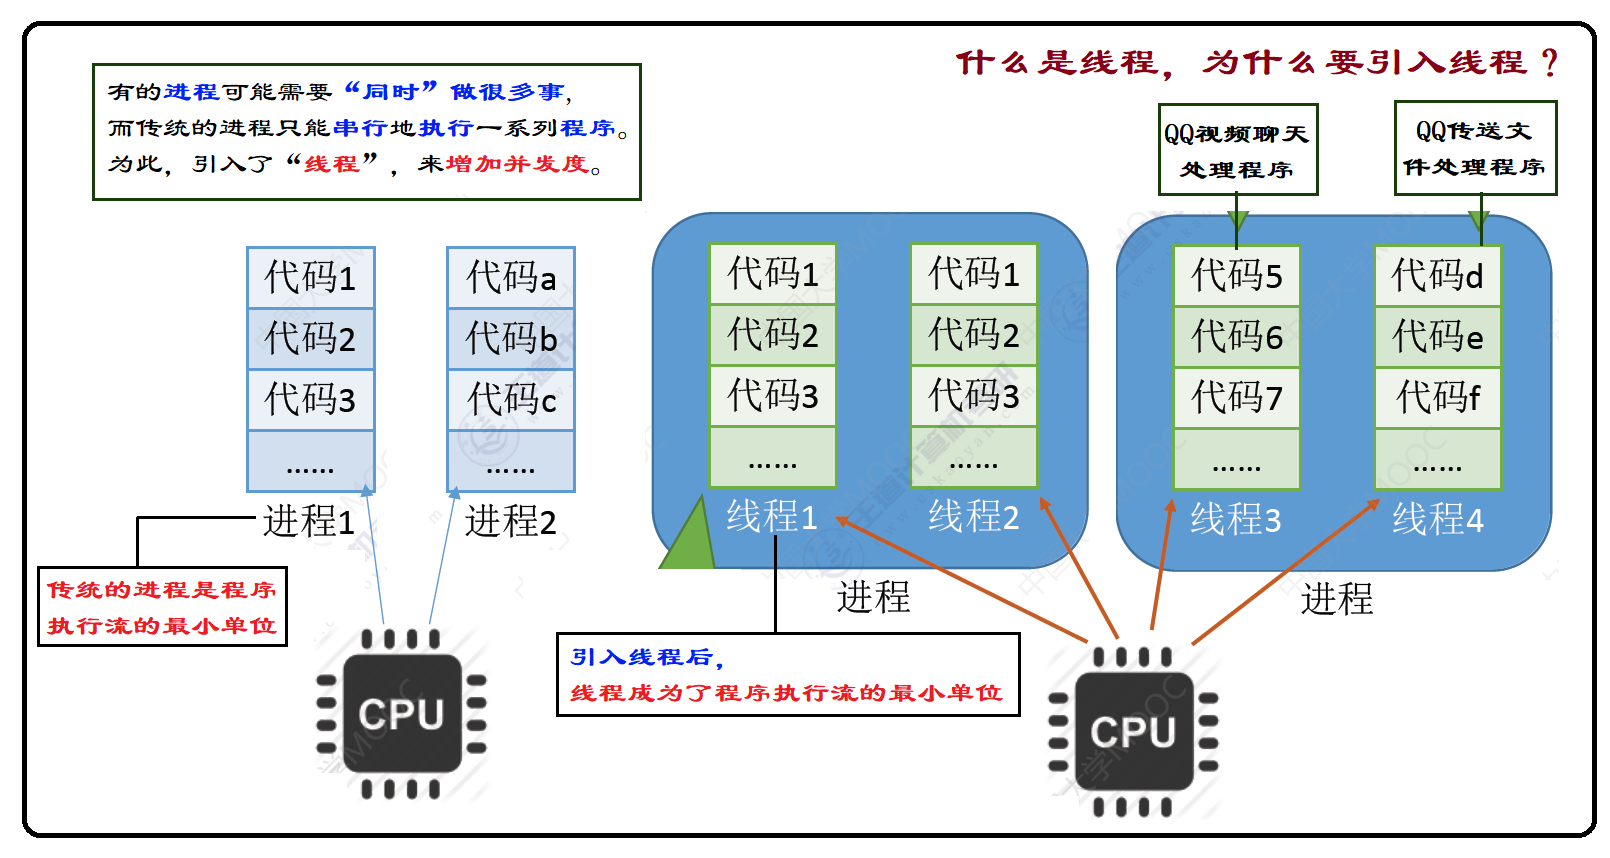 什么是线程，为什么要引入线程？
有的进程可能需要“同时”做很多事，
而传统的进程只能串行地执行一系列程序。
为此，引入了“线程”，来增加并发度。
QQ视频聊天
处理程序
QQ传送文
件处理程序
代码1
代码2
代码3
……
进程1
代码a
代码b
代码c
……
进程2
传统的进程是程序
执行流的最小单位
CPU
代码1
代码2
代码3
……
线程1
代码1
代码2
代码3
……
线程2
进程
引入线程后，
线程成为了程序执行流的最小单位
代码5
代码6
代码7
……
线程3
代码d
代码e
代码f
……
线程4
进程
CPU